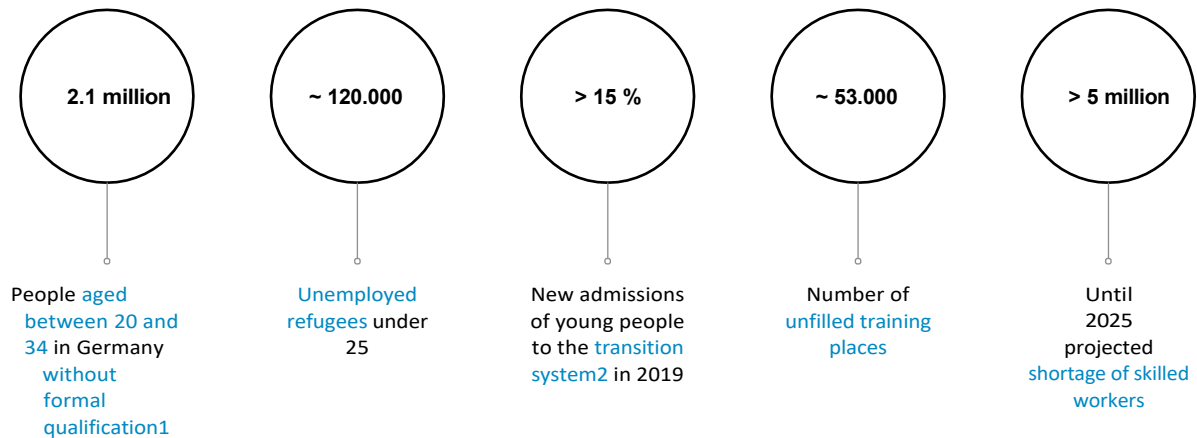 2.1 million
~ 120.000
> 15 %
~ 53.000
> 5 million
People aged
between 20 and
34 in Germany
without
formal
qualification1
Unemployed
refugees under
25
New admissions
of young people
to the transition
system2 in 2019
Number of
unfilled training
places
Until
2025
projected
shortage of skilled
workers